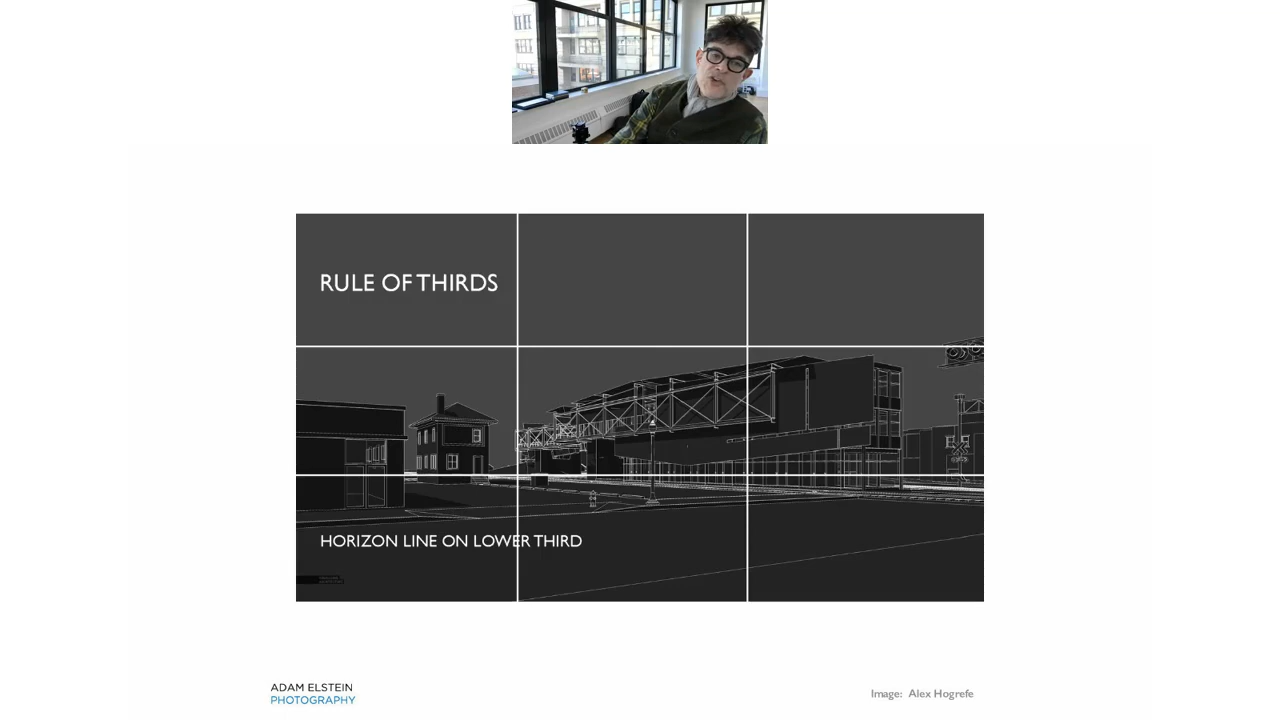 RULE OF THIRDS
HORIZON LINE ON LOWER THIRD
ADAM ELSTEIN
PHOTOGRAPHY
Image: Alex Hogrefe